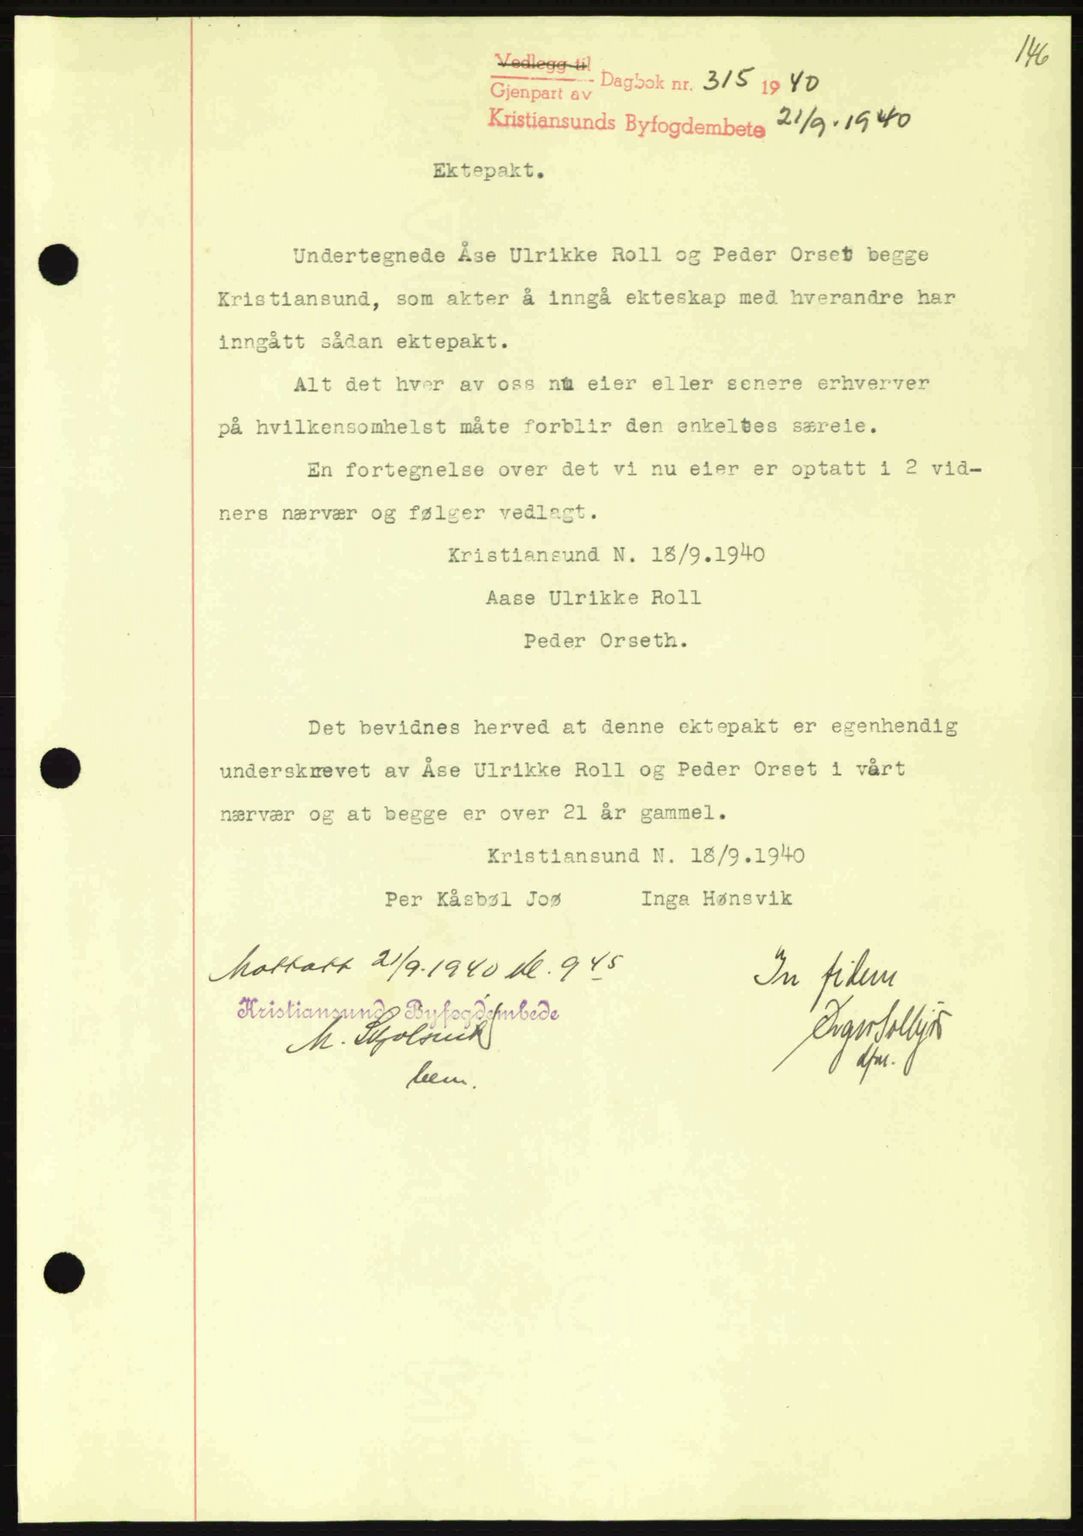 146
Vedlegg til
Gjenpart av Dagbok nr. 315 1940
Kristiansunds Byfogdembete 21/9.1940
Ektepakt.
Undertegnede Åse Ulrikke Roll og Peder Orset begge
Kristiansund, som akter å inngå ekteskap med hverandre har
inngått sådan ektepakt.
Alt det hver av oss nu eier eller senere erhverver
på hvilkensomhelst måte forblir den enkeltes særeie.
En fortegnelse over det vi nu eier er optatt i 2 vid-
ners nærvær og følger vedlagt.
Kristiansund N. 18/9.1940
Aase Ulrikke Roll
Peder Orseth.
Det bevidnes herved at denne ektepakt er egenhendig
underskrevet av Åse Ulrikke Roll og Peder Orset i vårt
nærvær og at begge er over 21 år gammel.
Kristiansund N. 18/9.1940
Per Kåsbøl Joø Inga Hønsvik
Mottatt 21/9.1940 kl. 9 45
In fidem
Kristiansund Byfogdembede
M.
dfm.